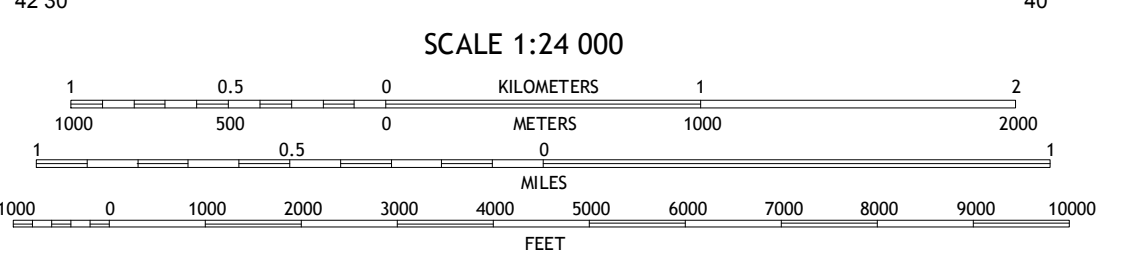 42'30" 40'
SCALE 1:24 000
1 0.5 0 KILOMETERS 1 2
1000 500 0 METERS 1000 2000
1 0.5 0 1
MILES
1000 0 1000 2000 3000 4000 5000 6000 7000 8000 9000 10000
FEET